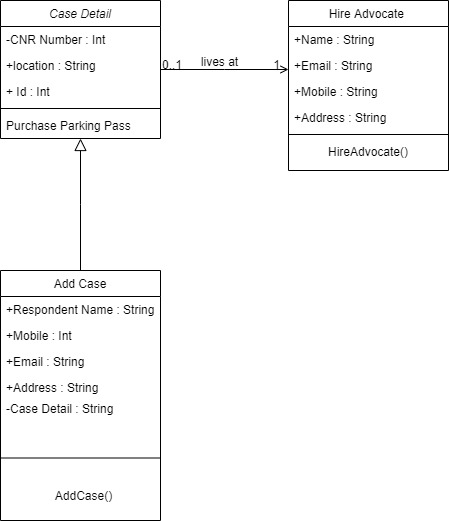 Case Detail
-CNR Number : Int
+location : String
+ Id : Int
Purchase Parking Pass
0..1
lives at
1
Hire Advocate
+Name : String
+Email : String
+Mobile : String
+Address : String
HireAdvocate()
Add Case
+Respondent Name : String
+Mobile : Int
+Email : String
+Address : String
-Case Detail : String
AddCase()